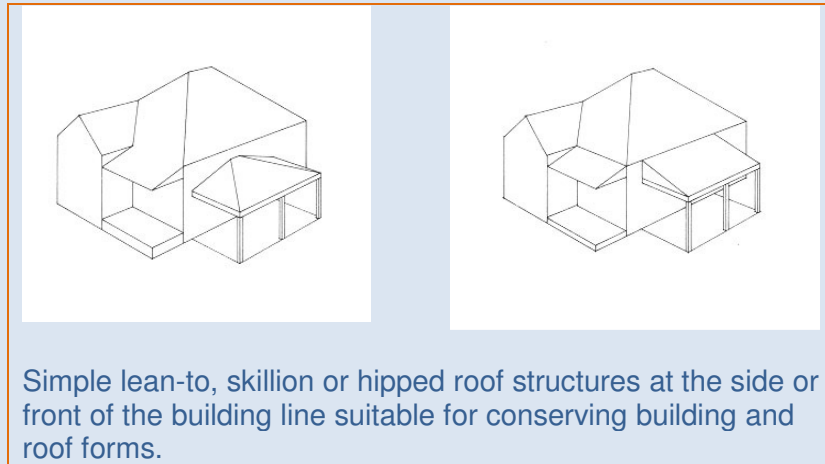 Simple lean-to, skillion or hipped roof structures at the side or
front of the building line suitable for conserving building and
roof forms.